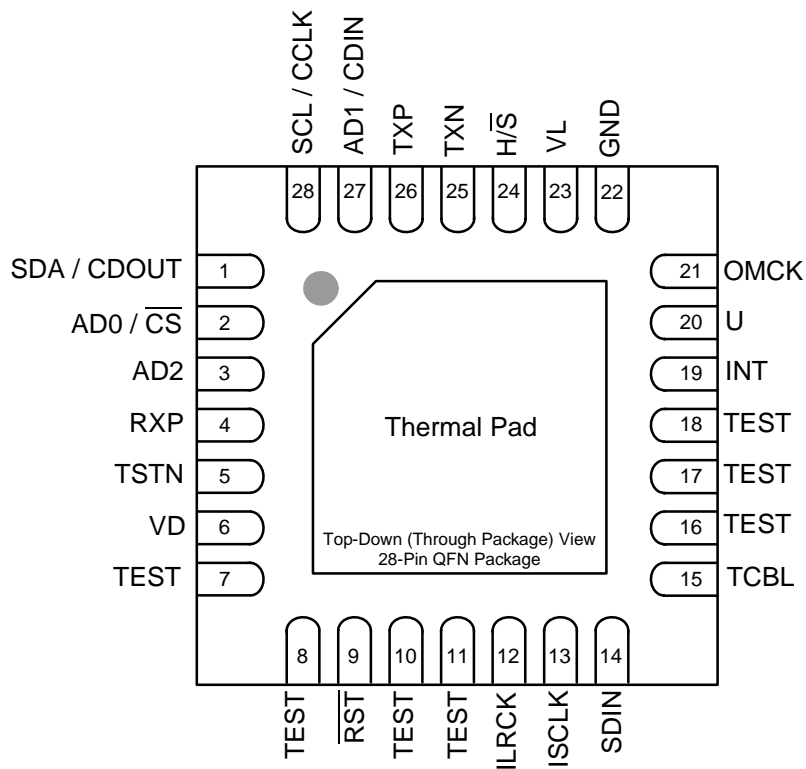 SCL / CCLK
AD1 / CDIN
TXP
TXN
H/S̅
VL
GND
28
27
26
25
24
23
22
SDA / CDOUT
1
AD0 / C̅S̅
2
AD2
3
RXP
4
TSTN
5
VD
6
TEST
7
Thermal Pad
Top-Down (Through Package) View
28-Pin QFN Package
21
OMCK
20
U
19
INT
18
TEST
17
TEST
16
TEST
15
TCBL
8
9
10
11
12
13
14
TEST
R̅S̅T̅
TEST
TEST
ILRCK
ISCLK
SDIN